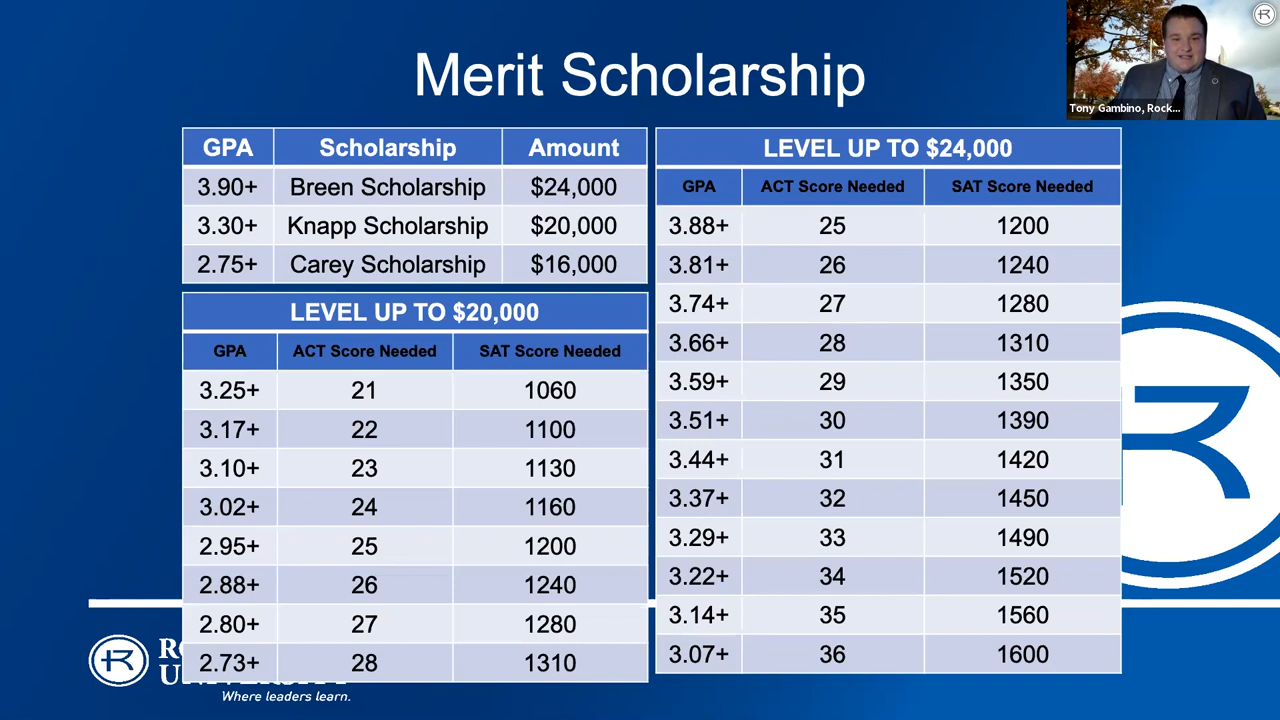 Merit Scholarship
Tony Gambino, Rock...
GPA Scholarship Amount
3.90+ Breen Scholarship $24,000
3.30+ Knapp Scholarship $20,000
2.75+ Carey Scholarship $16,000
LEVEL UP TO $20,000
GPA ACT Score Needed SAT Score Needed
3.25+ 21 1060
3.17+ 22 1100
3.10+ 23 1130
3.02+ 24 1160
2.95+ 25 1200
2.88+ 26 1240
2.80+ 27 1280
2.73+ 28 1310
LEVEL UP TO $24,000
GPA ACT Score Needed SAT Score Needed
3.88+ 25 1200
3.81+ 26 1240
3.74+ 27 1280
3.66+ 28 1310
3.59+ 29 1350
3.51+ 30 1390
3.44+ 31 1420
3.37+ 32 1450
3.29+ 33 1490
3.22+ 34 1520
3.14+ 35 1560
3.07+ 36 1600
Where leaders learn.